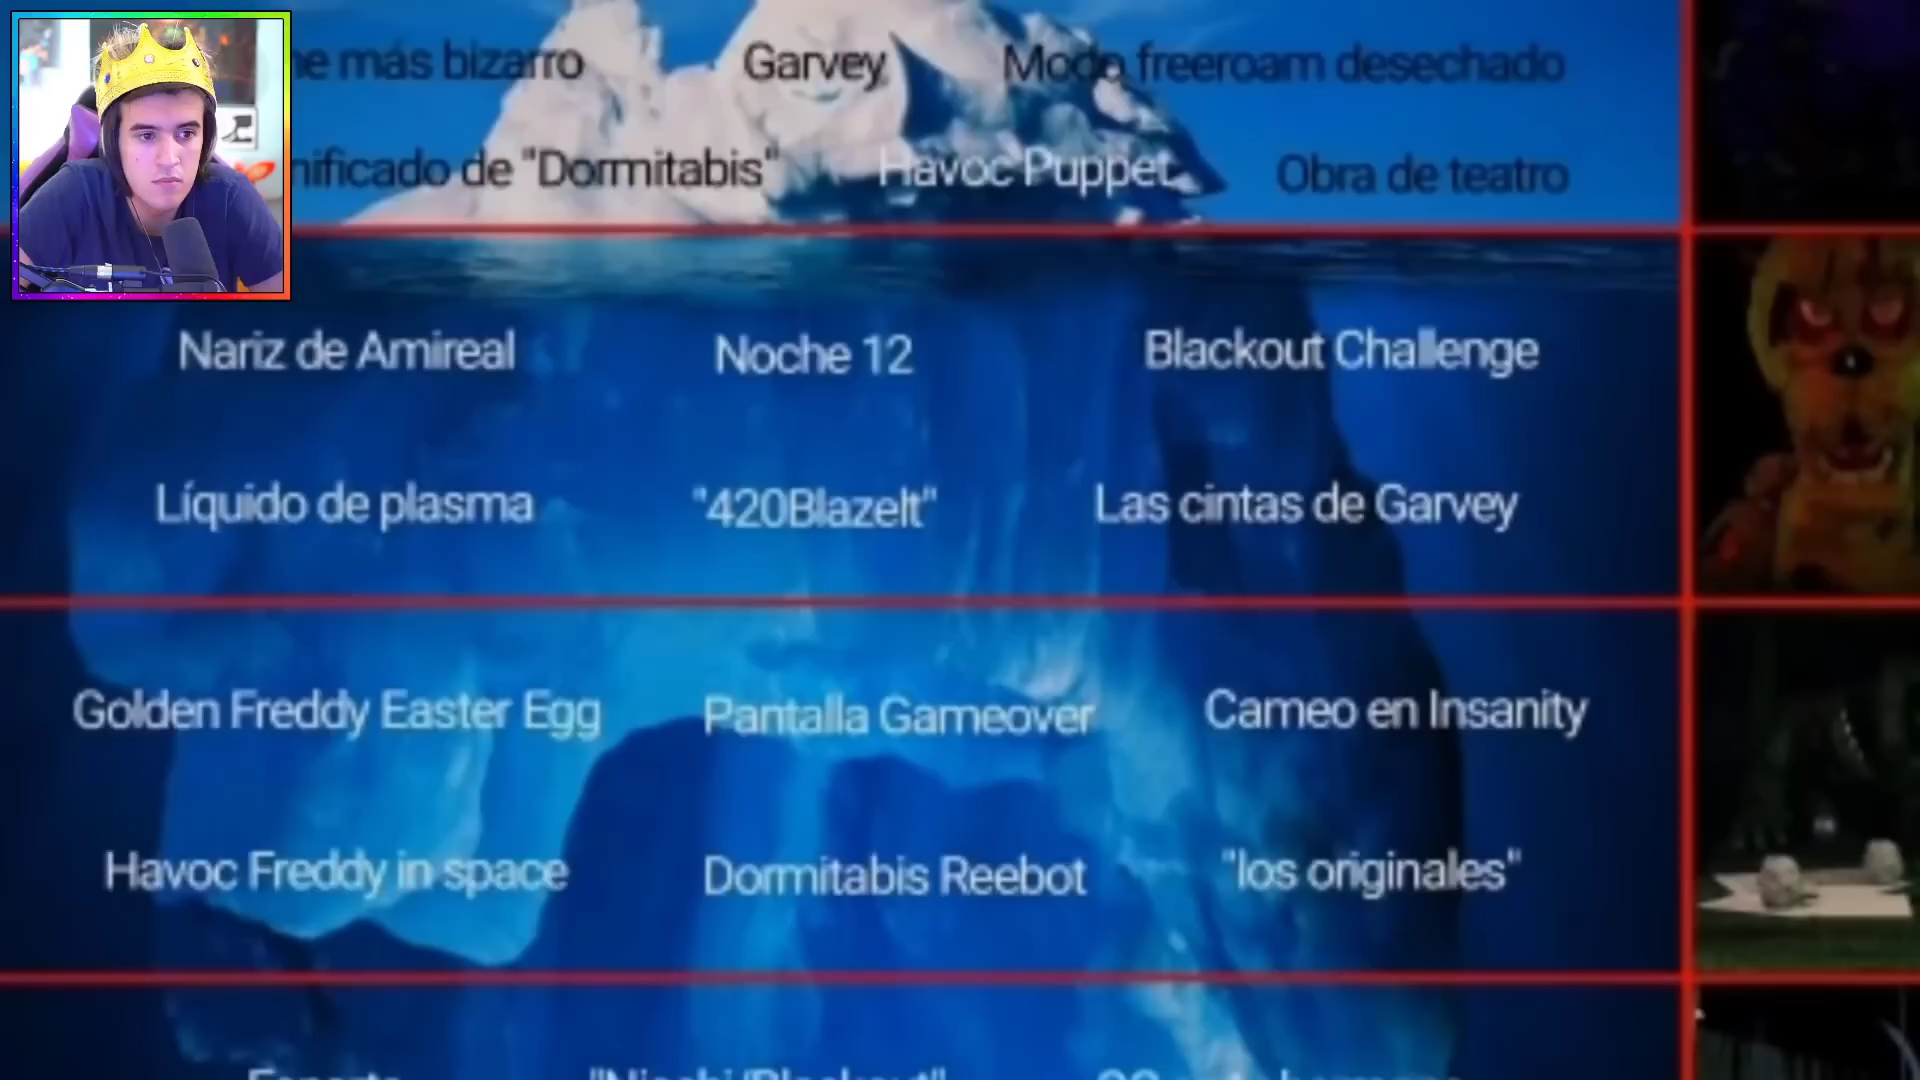 más bizarro Garvey Modo freeroam desechado
de "Dormitabis" Havoc Puppet Obra de teatro
Nariz de Amireal Noche 12 Blackout Challenge
Líquido de plasma "420BlazeIt" Las cintas de Garvey
Golden Freddy Easter Egg Pantalla Gameover Cameo en Insanity
Havoc Freddy in space Dormitabis Reebot "los originales"